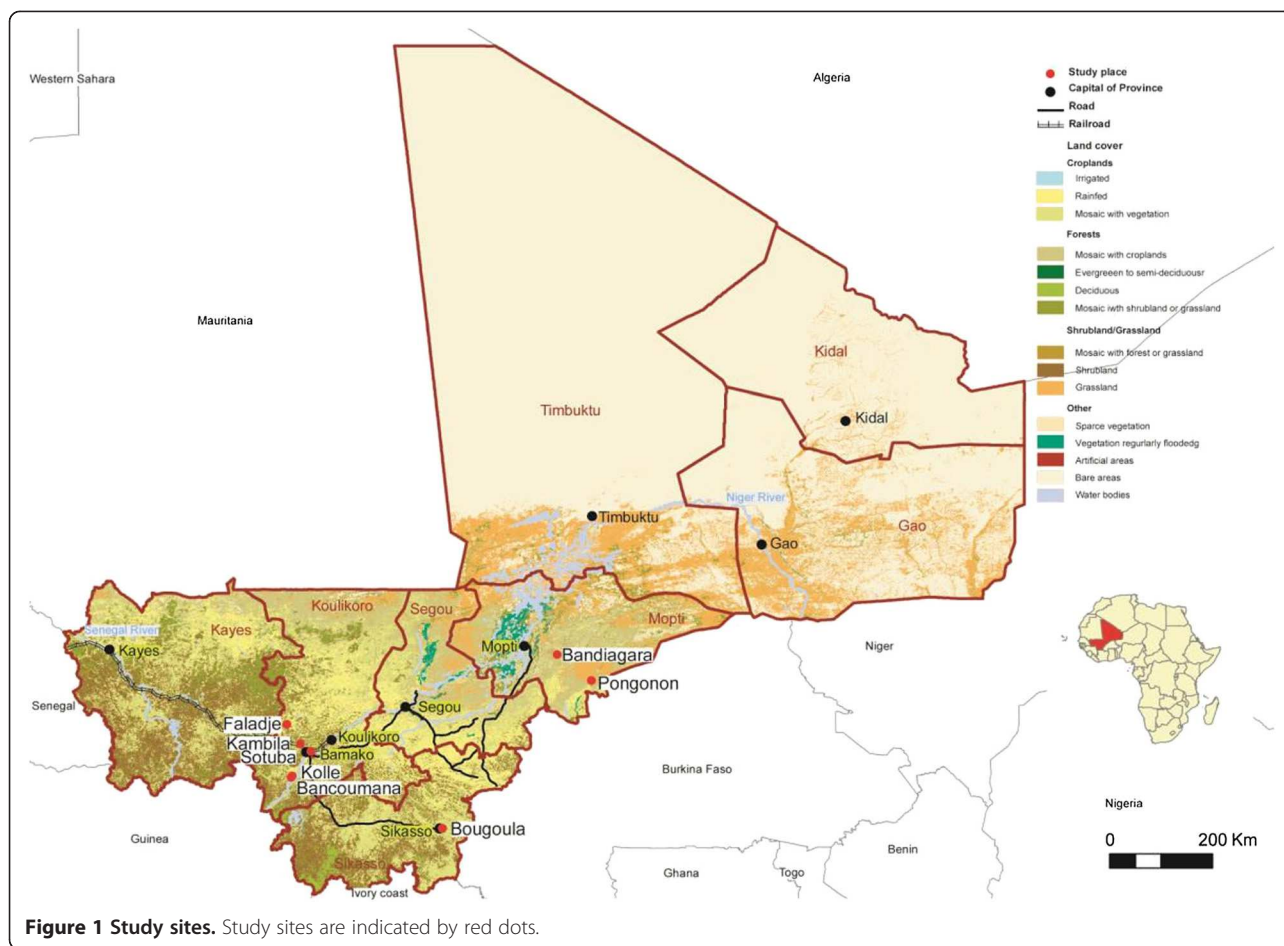 Western Sahara
Algeria
Mauritania
Study place
Capital of Province
Road
Railroad
Land cover
Croplands
Irrigated
Rainfed
Mosaic with vegetation
Forests
Mosaic with croplands
Evergreeen to semi-deciduousr
Deciduous
Mosaic iwth shrubland or grassland
Shrubland/Grassland
Mosaic with forest or grassland
Shrubland
Grassland
Other
Sparce vegetation
Vegetation regurlarly floodedg
Artificial areas
Bare areas
Water bodies
Kidal
Timbuktu
Kidal
Niger River
Timbuktu
Gao
Gao
Koulikoro
Segou
Kayes
Mopti
Senegal River
Kayes
Mopti
Bandiagara
Niger
Pongonon
Senegal
Segou
Faladje
Koulikoro
Kambila
Sotuba
Bamako
Kolle
Burkina Faso
Bancoumana
Nigeria
Sikasso
Bougoula
Guinea
0 200 Km
Benin
Sikasso
Ghana
Togo
Ivory coast
Figure 1 Study sites. Study sites are indicated by red dots.